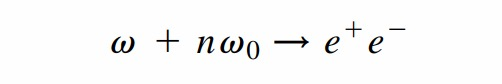 ω + nω₀ → e⁺e⁻